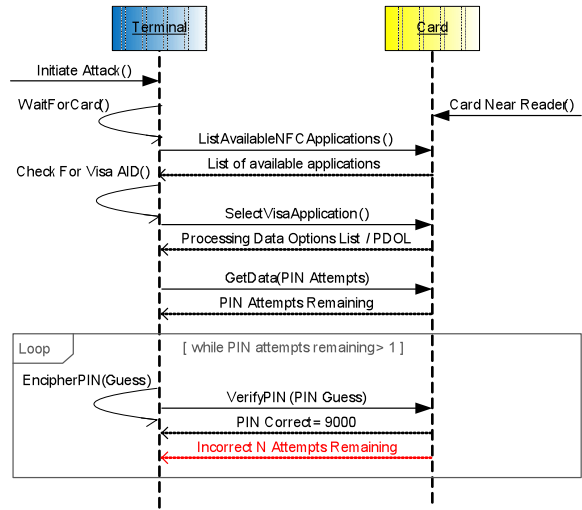 Terminal
Card
Initiate Attack()
WaitForCard()
Card Near Reader()
ListAvailableNFCApplications()
List of available applications
Check For Visa AID()
SelectVisaApplication()
Processing Data Options List / PDOL
GetData(PIN Attempts)
PIN Attempts Remaining
Loop
[ while PIN attempts remaining> 1 ]
EncipherPIN(Guess)
VerifyPIN (PIN Guess)
PIN Correct= 9000
Incorrect N Attempts Remaining